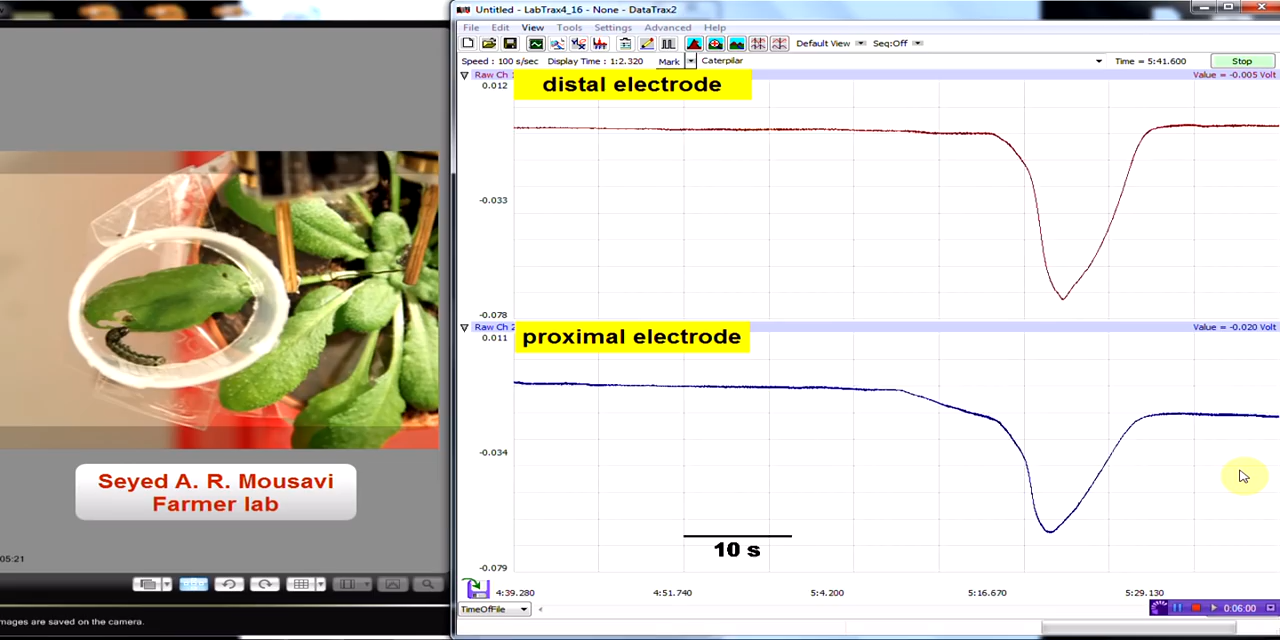 Untitled - LabTrax4_16 - None - DataTrax2
File Edit View Tools Settings Advanced Help
Default View Seq:Off
Speed : 100 s/sec Display Time : 1:2.320 Mark Caterpilar Time = 5:41.600 Stop
Raw Ch Value = -0.005 Volt
distal electrode
0.012
-0.033
-0.078
Raw Ch 2 Value = -0.020 Volt
proximal electrode
0.011
-0.034
-0.079
10 s
4:39.280 4:51.740 5:4.200 5:16.670 5:29.130
TimeOfFile
0:06:00
Seyed A. R. Mousavi
Farmer lab
05:21
mages are saved on the camera.